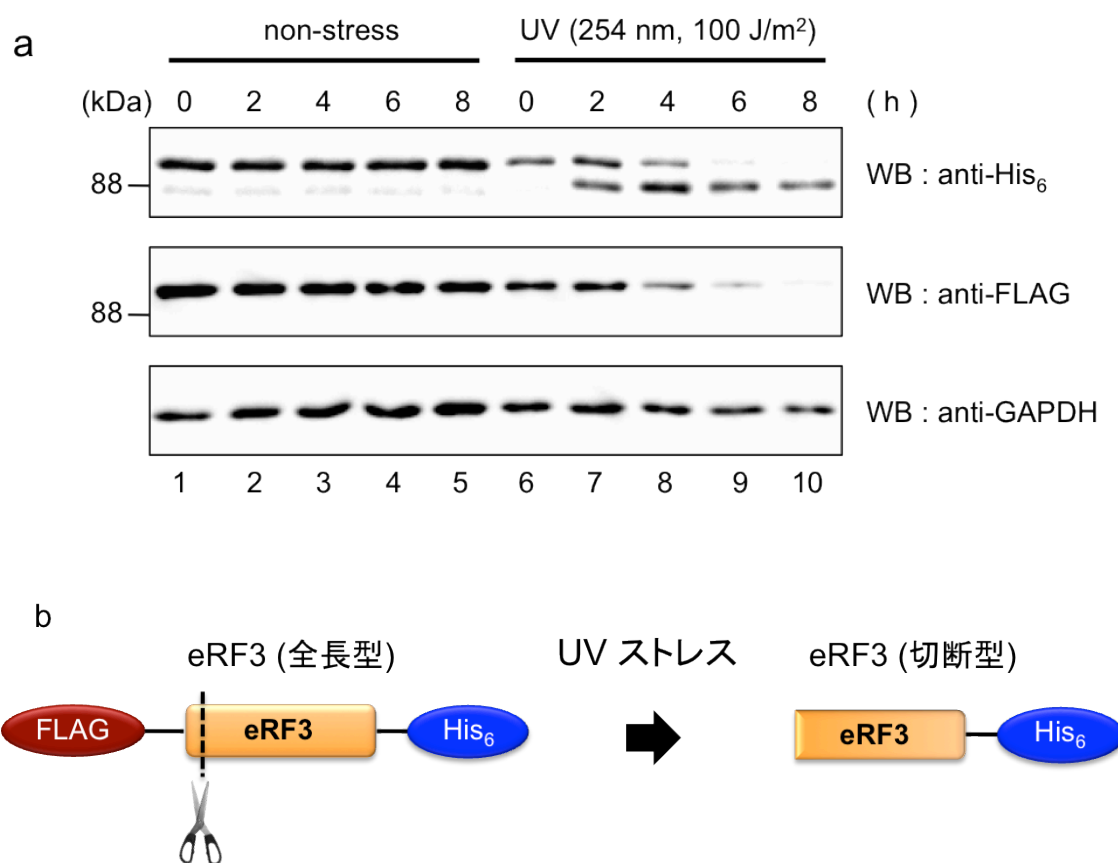 a
non-stress UV (254 nm, 100 J/m²)
(kDa) 0 2 4 6 8 0 2 4 6 8 ( h )
88 WB : anti-His₆
88 WB : anti-FLAG
WB : anti-GAPDH
1 2 3 4 5 6 7 8 9 10
b
eRF3 (全長型) UV ストレス eRF3 (切断型)
FLAG eRF3 His₆ eRF3 His₆